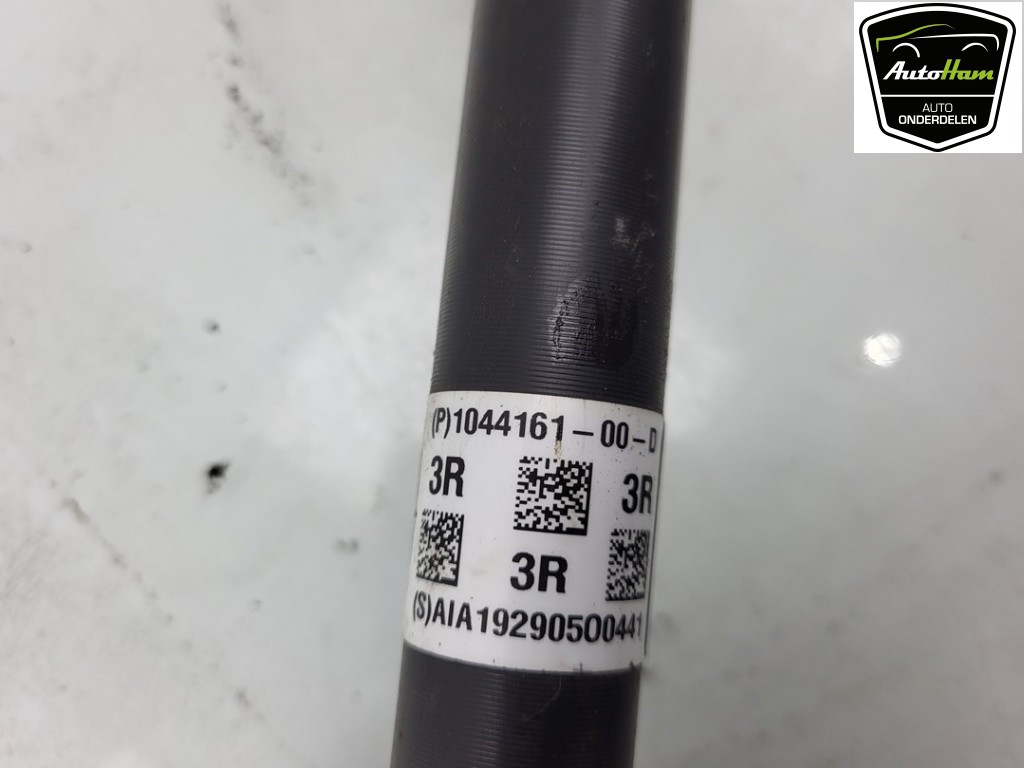 AutoHam
AUTO
ONDERDELEN
(P)1044161-00-D
3R
3R
3R
(S)AIA19290500441